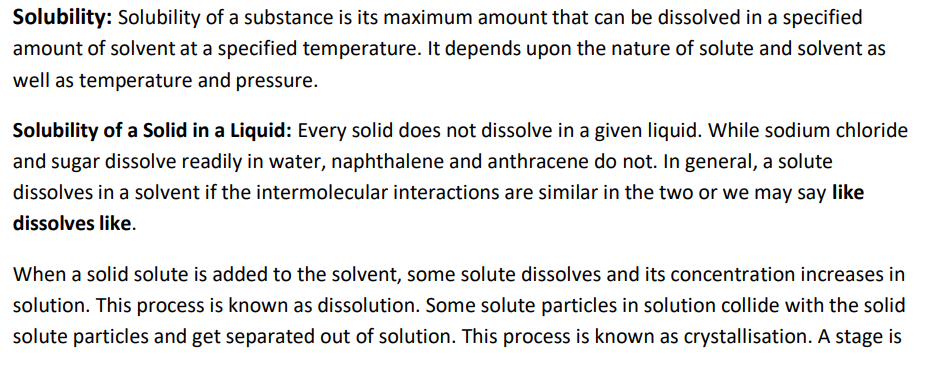 Solubility: Solubility of a substance is its maximum amount that can be dissolved in a specified
amount of solvent at a specified temperature. It depends upon the nature of solute and solvent as
well as temperature and pressure.
Solubility of a Solid in a Liquid: Every solid does not dissolve in a given liquid. While sodium chloride
and sugar dissolve readily in water, naphthalene and anthracene do not. In general, a solute
dissolves in a solvent if the intermolecular interactions are similar in the two or we may say like
dissolves like.
When a solid solute is added to the solvent, some solute dissolves and its concentration increases in
solution. This process is known as dissolution. Some solute particles in solution collide with the solid
solute particles and get separated out of solution. This process is known as crystallisation. A stage is